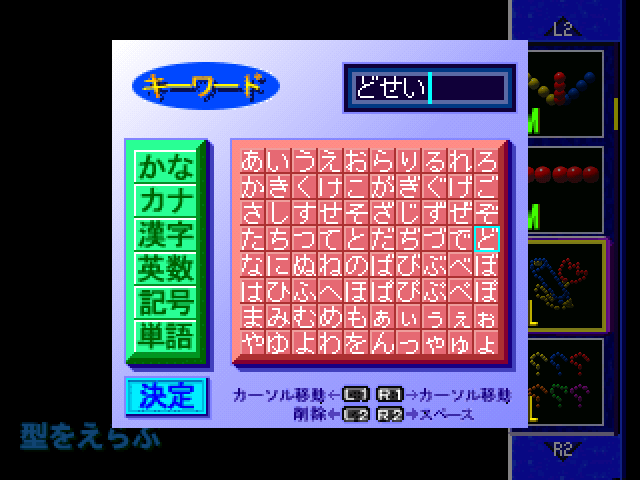 L2
キーワード
どせい
かな
カナ
漢字
英数
記号
単語
決定
あいうえおらりるれろ
かきくけこがぎぐげご
さしすせそざじずぜぞ
たちつてとだぢづでど
なにぬねのばびぶべぼ
はひふへほぱぴぷぺぽ
まみむめもぁぃぅぇぉ
やゆよわをんっゃゅょ
カーソル移動←L1 R1→カーソル移動
削除←L2 R2→スペース
型をえらぶ
M
M
L
L
R2